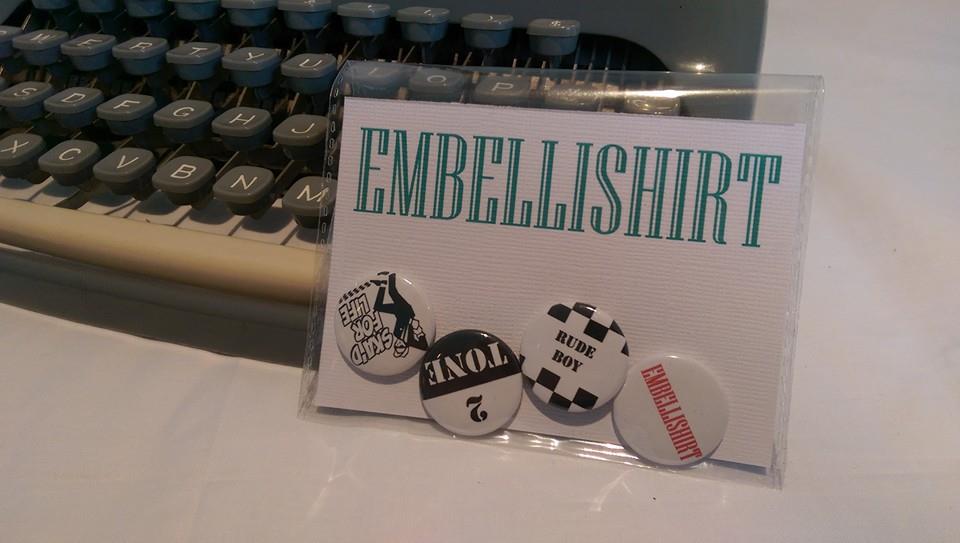 E R T Y U I O P
S D F G H J
X C V B N M
EMBELLISHIRT
SKA'D
FOR
LIFE
2
TONE
RUDE
BOY
EMBELLISHIRT